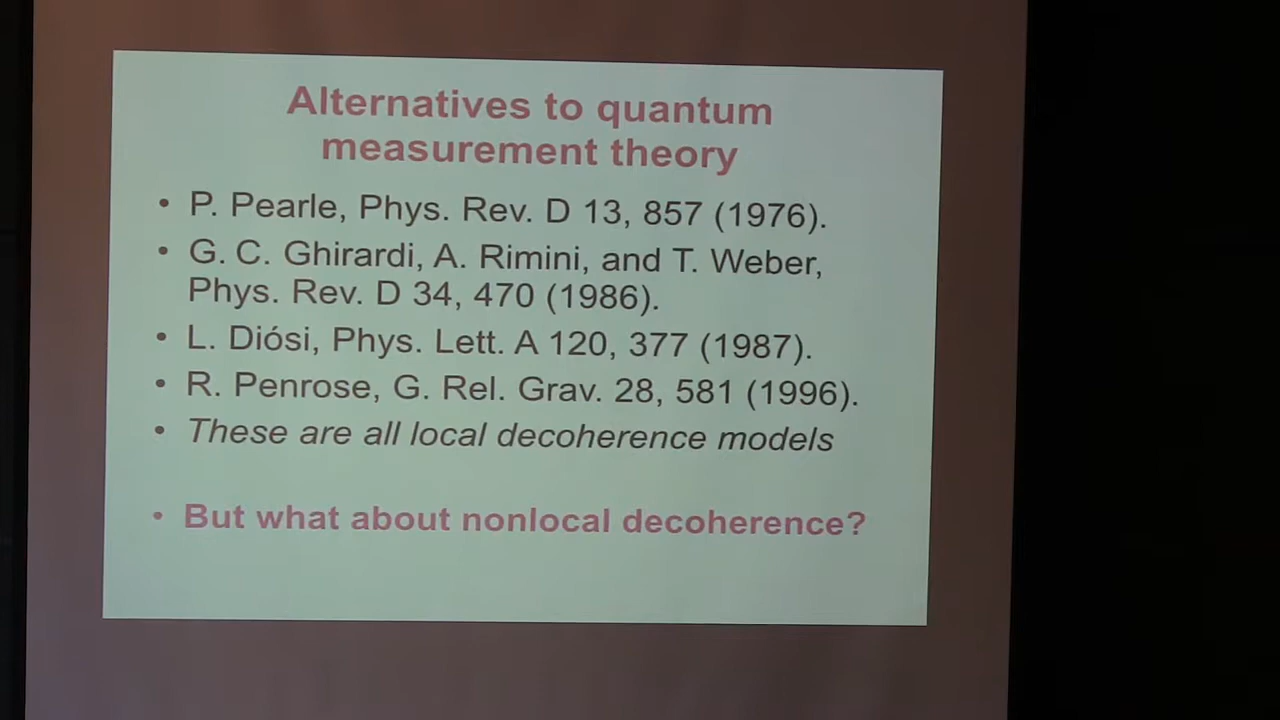 Alternatives to quantum
measurement theory
• P. Pearle, Phys. Rev. D 13, 857 (1976).
• G. C. Ghirardi, A. Rimini, and T. Weber,
Phys. Rev. D 34, 470 (1986).
• L. Diósi, Phys. Lett. A 120, 377 (1987).
• R. Penrose, G. Rel. Grav. 28, 581 (1996).
• These are all local decoherence models
• But what about nonlocal decoherence?